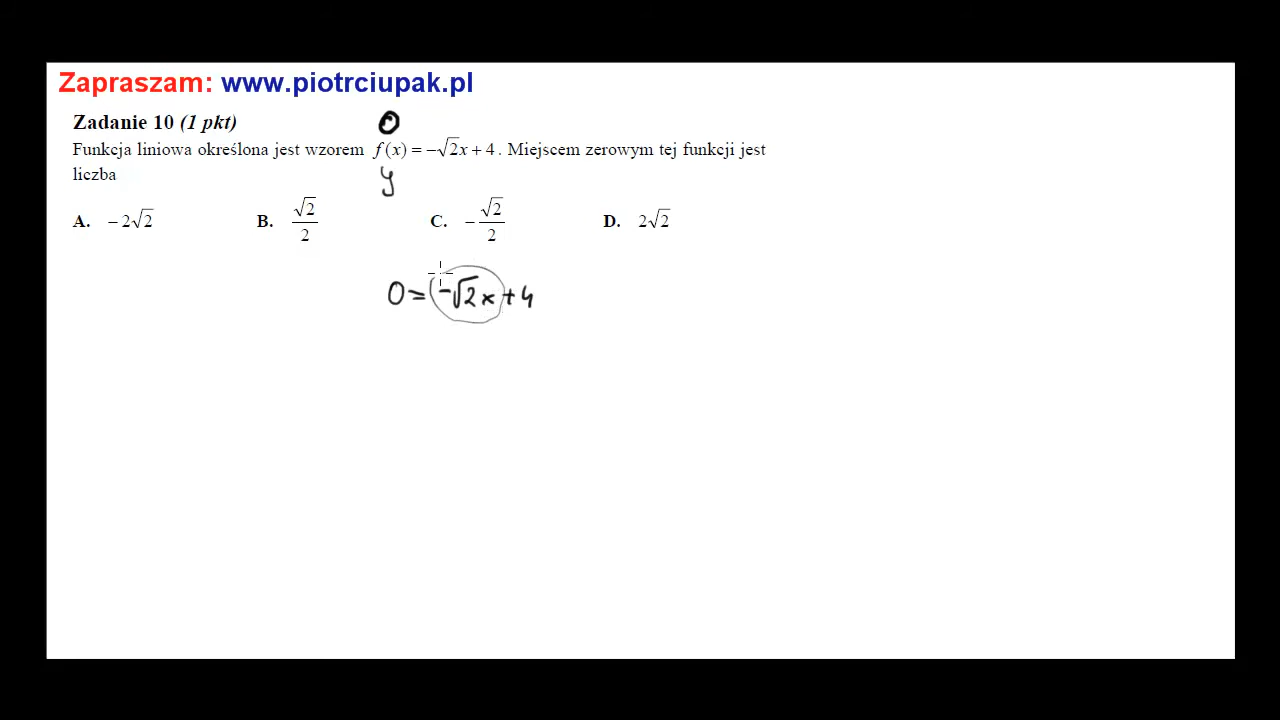 Zapraszam: www.piotrciupak.pl
Zadanie 10 (1 pkt)
0
Funkcja liniowa określona jest wzorem f(x) = −√2x + 4. Miejscem zerowym tej funkcji jest
liczba
y
A. −2√2 B. √2/2 C. −√2/2 D. 2√2
0 = −√2x + 4